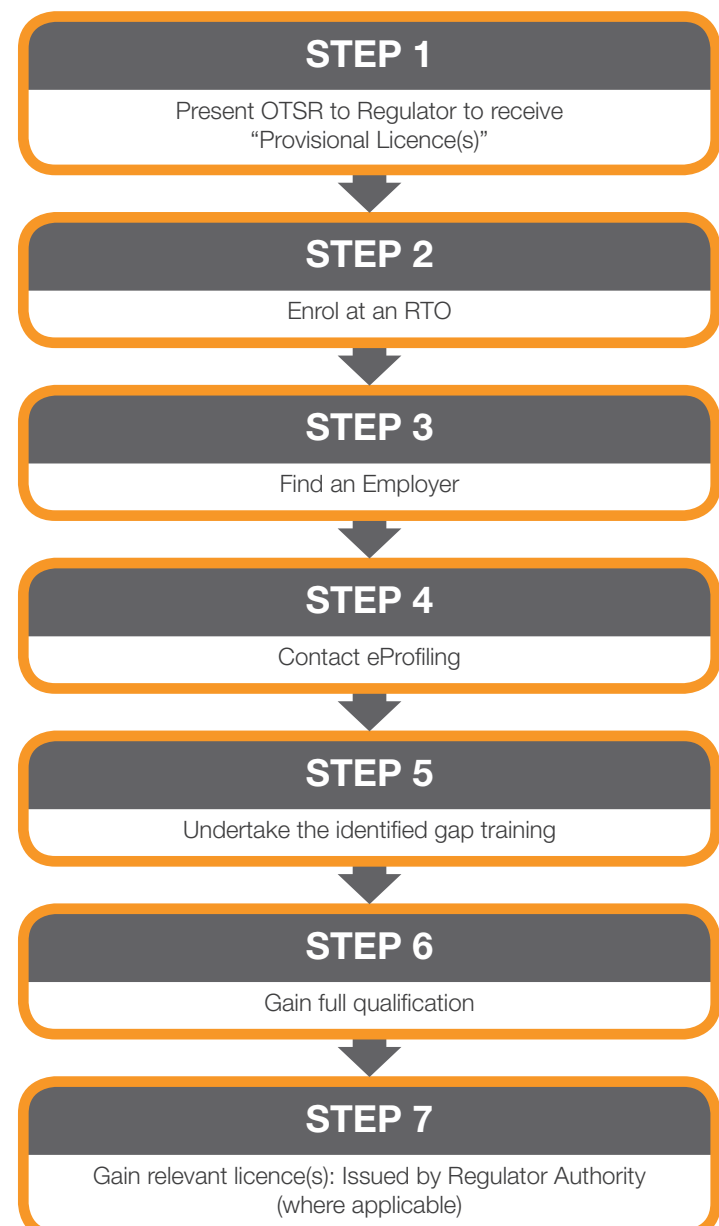 STEP 1
Present OTSR to Regulator to receive
“Provisional Licence(s)”
STEP 2
Enrol at an RTO
STEP 3
Find an Employer
STEP 4
Contact eProfiling
STEP 5
Undertake the identified gap training
STEP 6
Gain full qualification
STEP 7
Gain relevant licence(s): Issued by Regulator Authority
(where applicable)